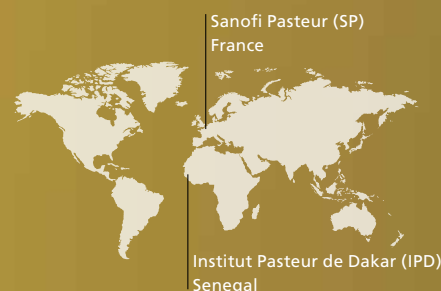 Sanofi Pasteur (SP)
France
Institut Pasteur de Dakar (IPD)
Senegal